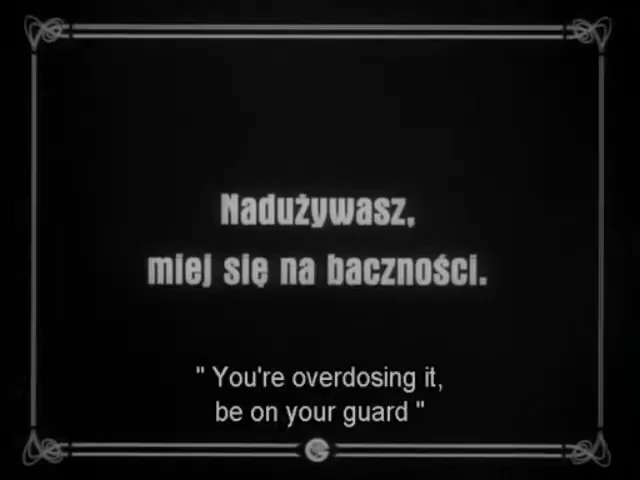 Nadużywasz,
miej się na baczności.
" You're overdosing it,
be on your guard "